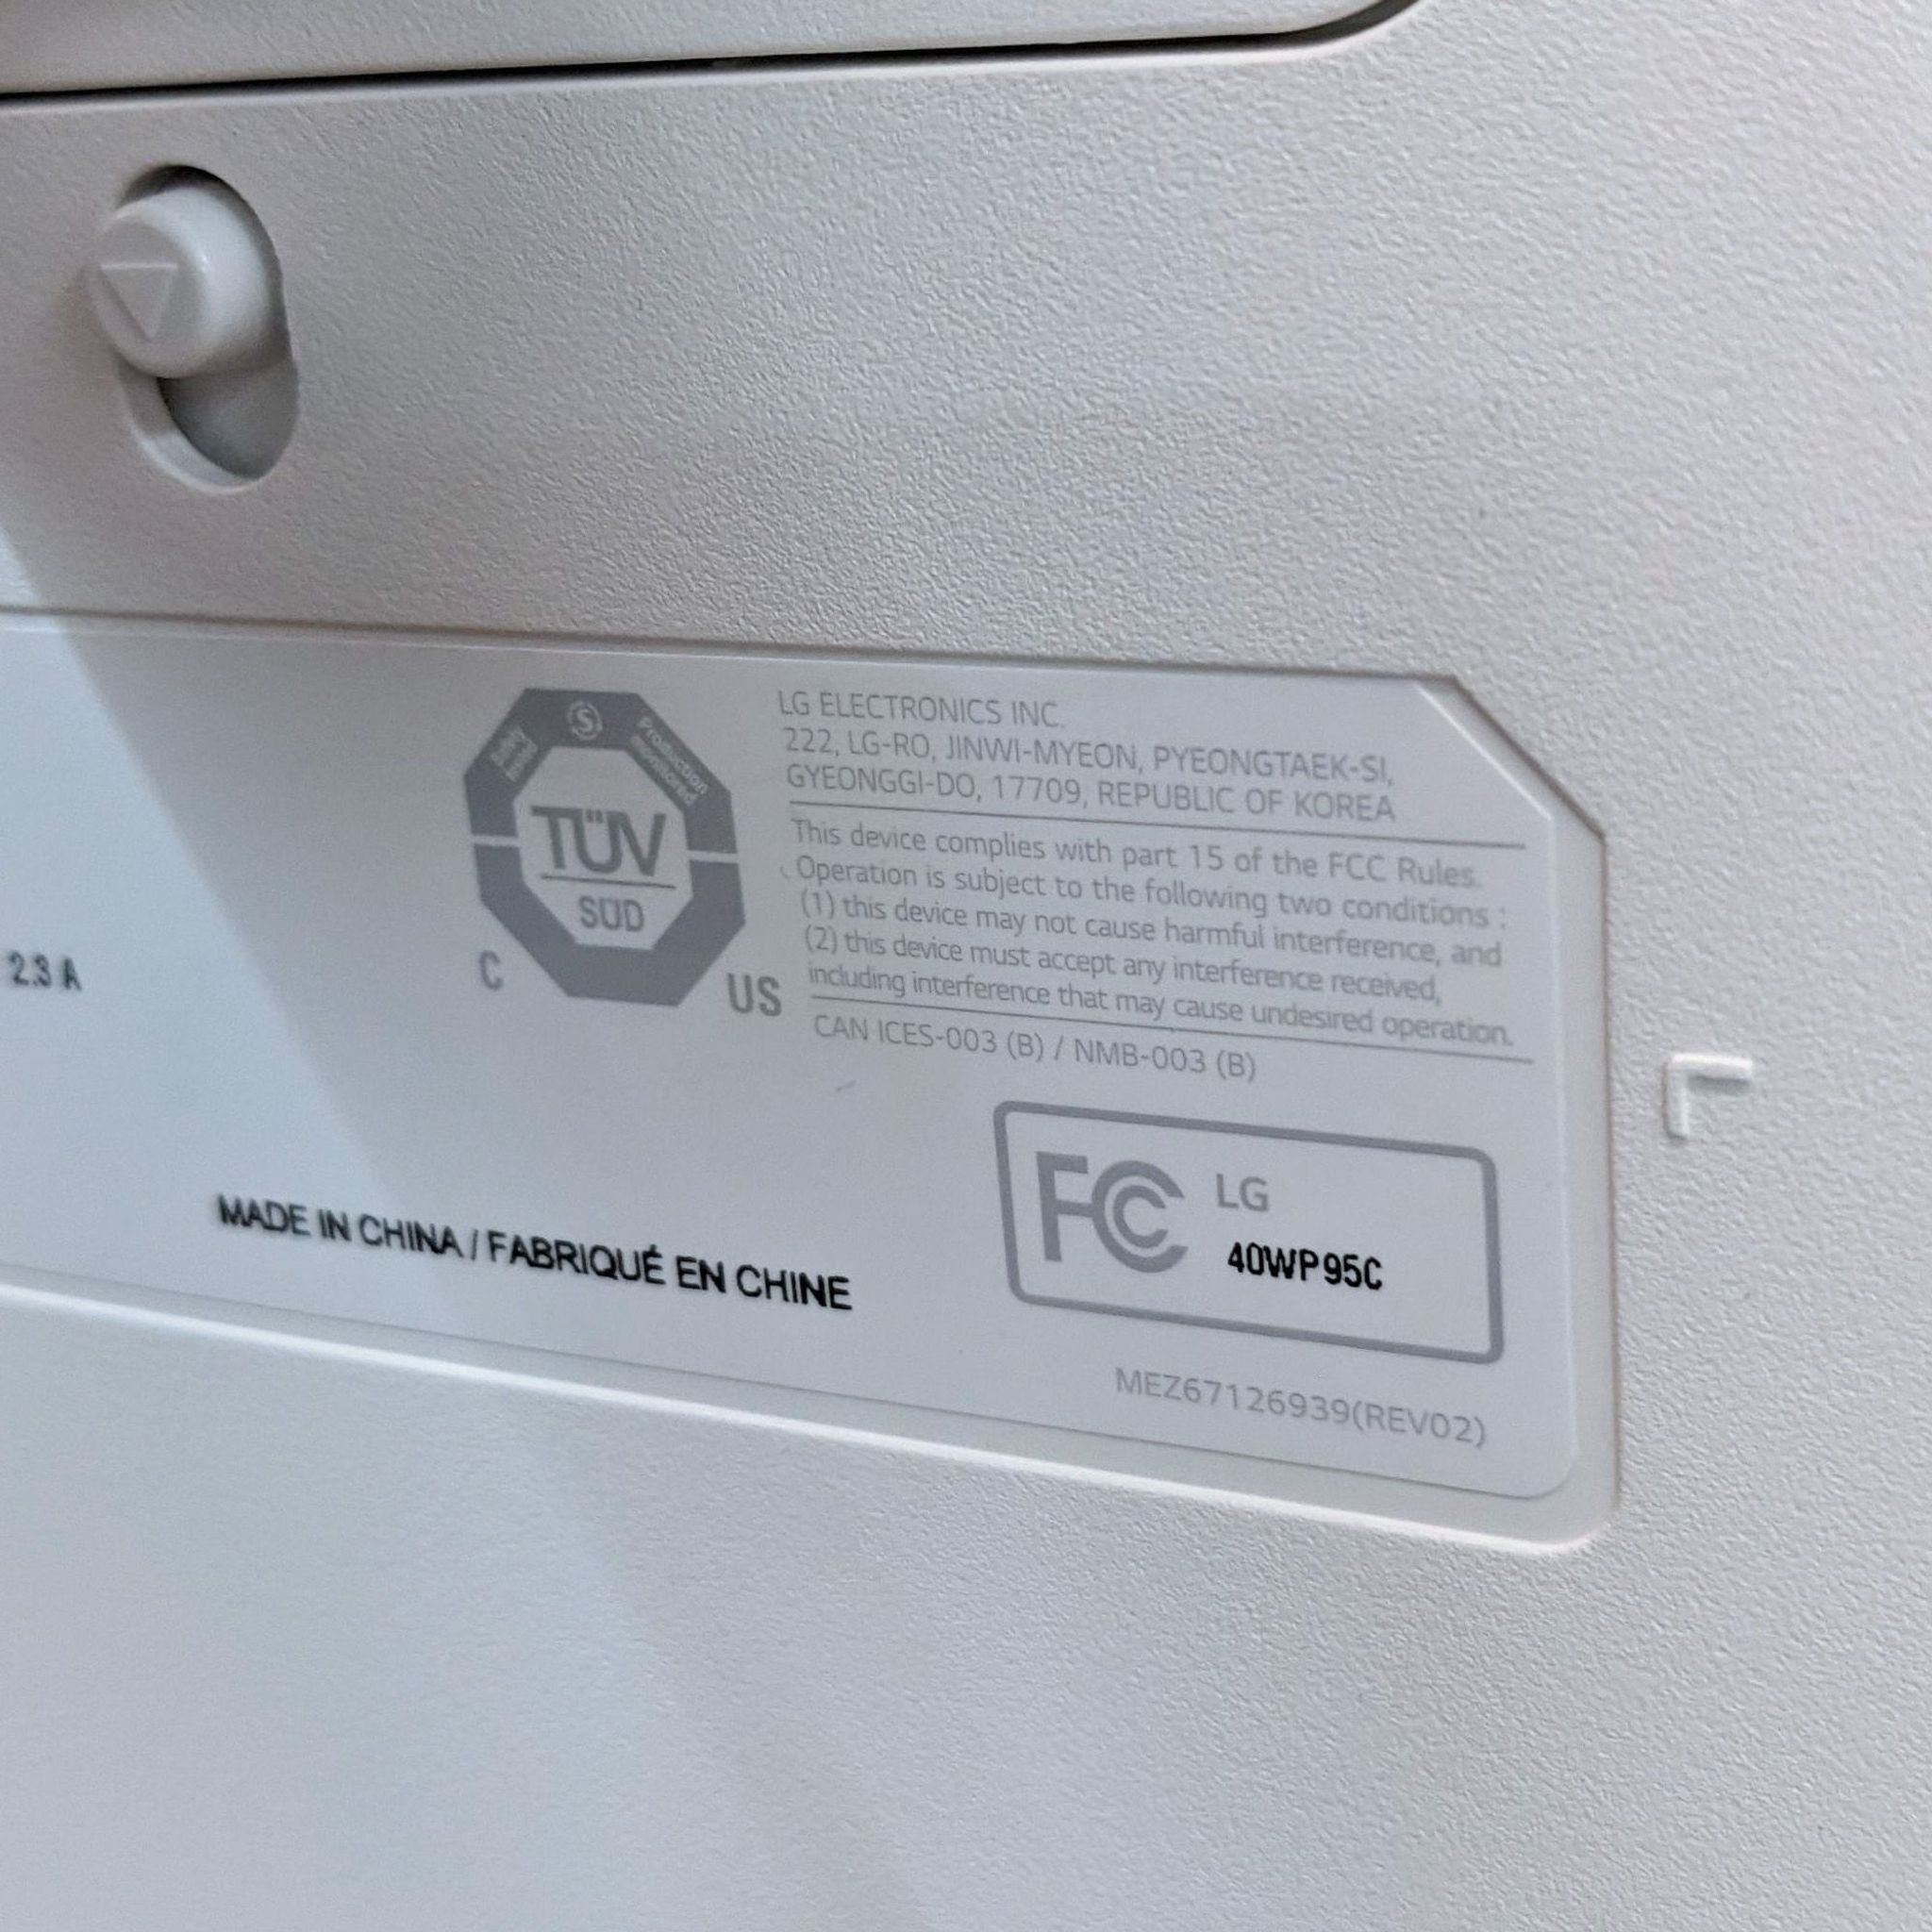 LG ELECTRONICS INC.
222, LG-RO, JINWI-MYEON, PYEONGTAEK-SI,
GYEONGGI-DO, 17709, REPUBLIC OF KOREA
This device complies with part 15 of the FCC Rules.
Operation is subject to the following two conditions :
(1) this device may not cause harmful interference, and
(2) this device must accept any interference received,
including interference that may cause undesired operation.
CAN ICES-003 (B) / NMB-003 (B)
S
Production
monitored
TÜV
SÜD
C
US
2.3 A
MADE IN CHINA / FABRIQUÉ EN CHINE
FC LG
40WP95C
MEZ67126939(REV02)